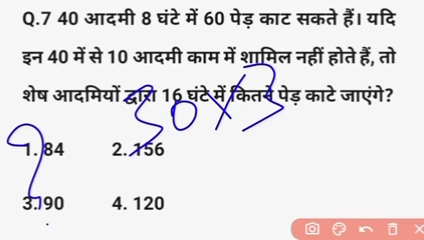 Q.7 40 आदमी 8 घंटे में 60 पेड़ काट सकते हैं। यदि
इन 40 में से 10 आदमी काम में शामिल नहीं होते हैं, तो
शेष आदमियों द्वारा 16 घंटे में कितने पेड़ काटे जाएंगे?
30×3
1. 84 2. 156
3. 90 4. 120